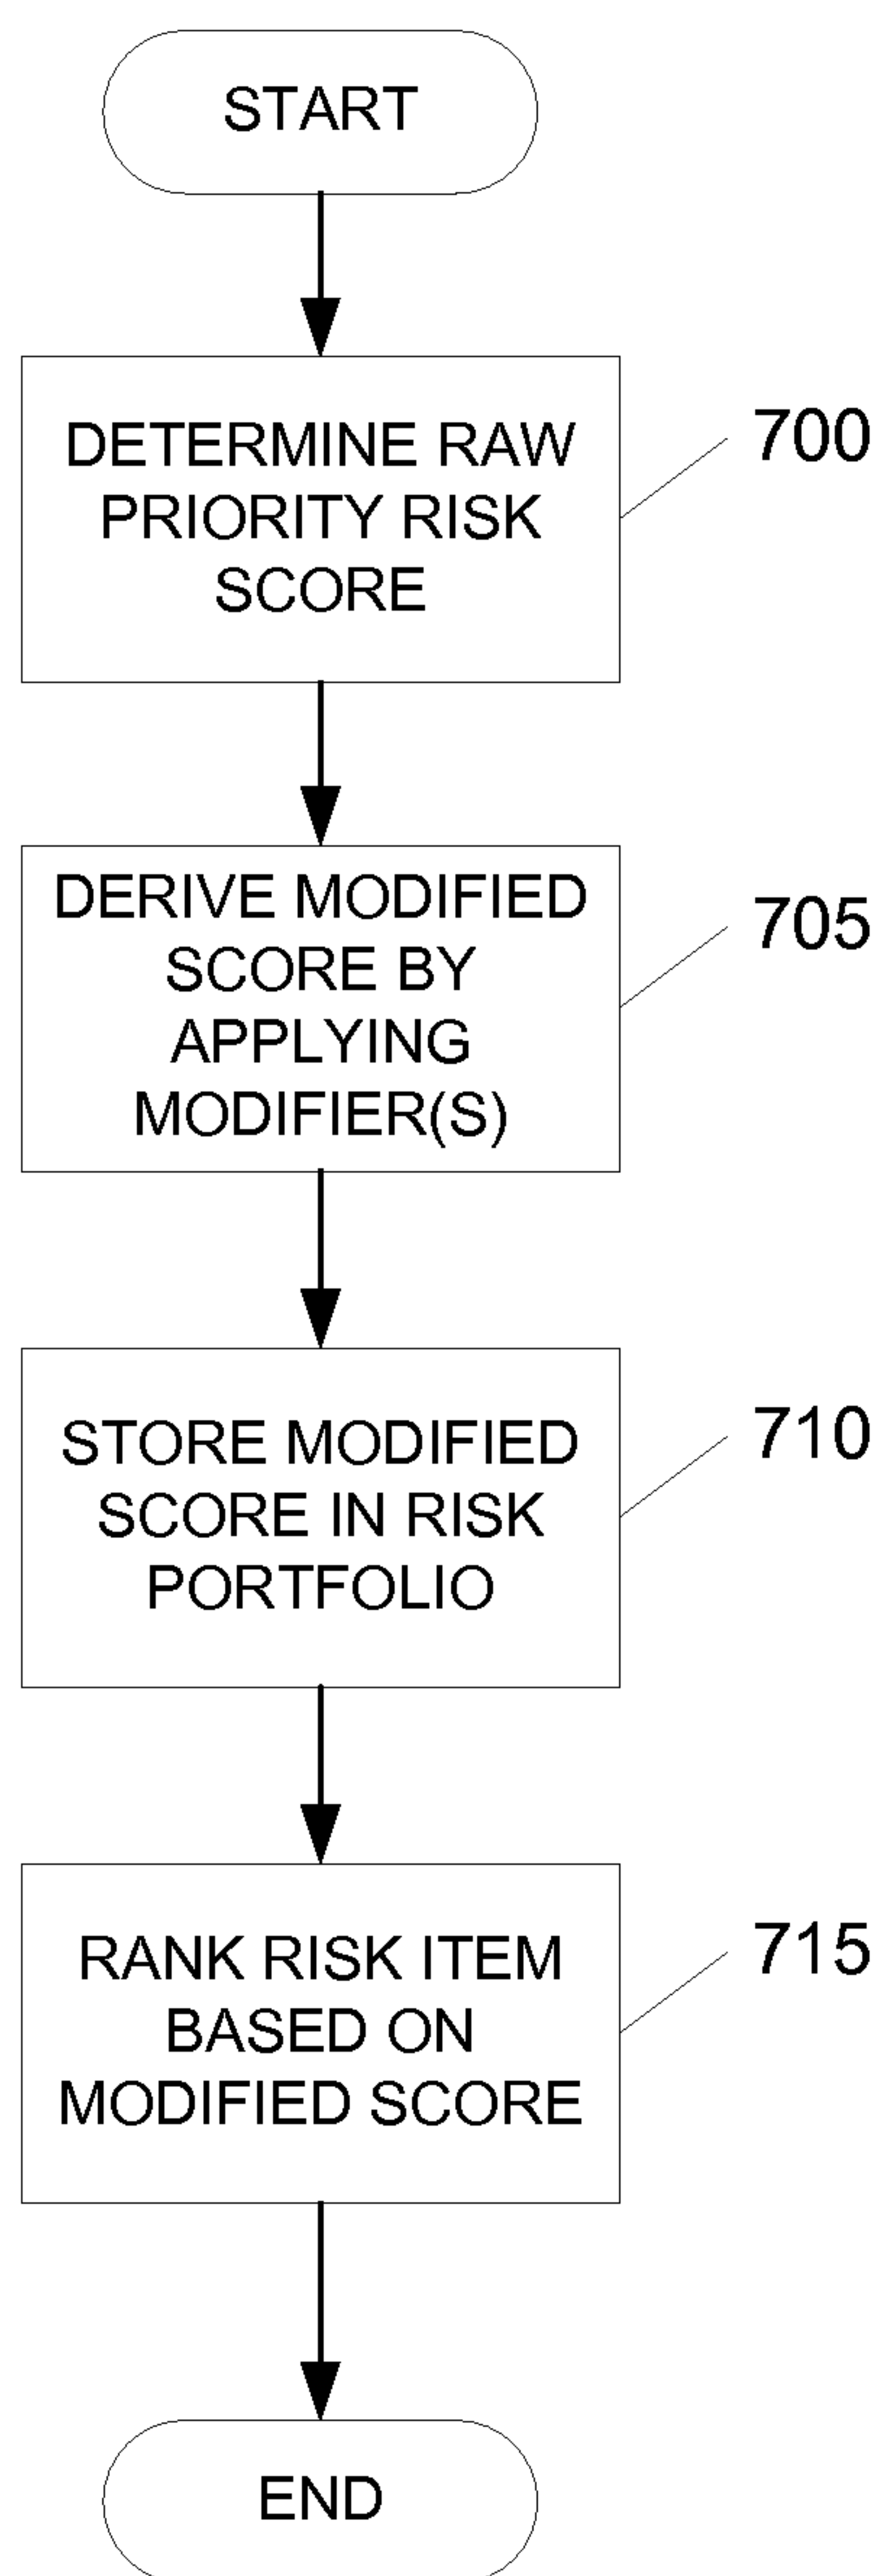 START
DETERMINE RAW
PRIORITY RISK
SCORE
700
DERIVE MODIFIED
SCORE BY
APPLYING
MODIFIER(S)
705
STORE MODIFIED
SCORE IN RISK
PORTFOLIO
710
RANK RISK ITEM
BASED ON
MODIFIED SCORE
715
END